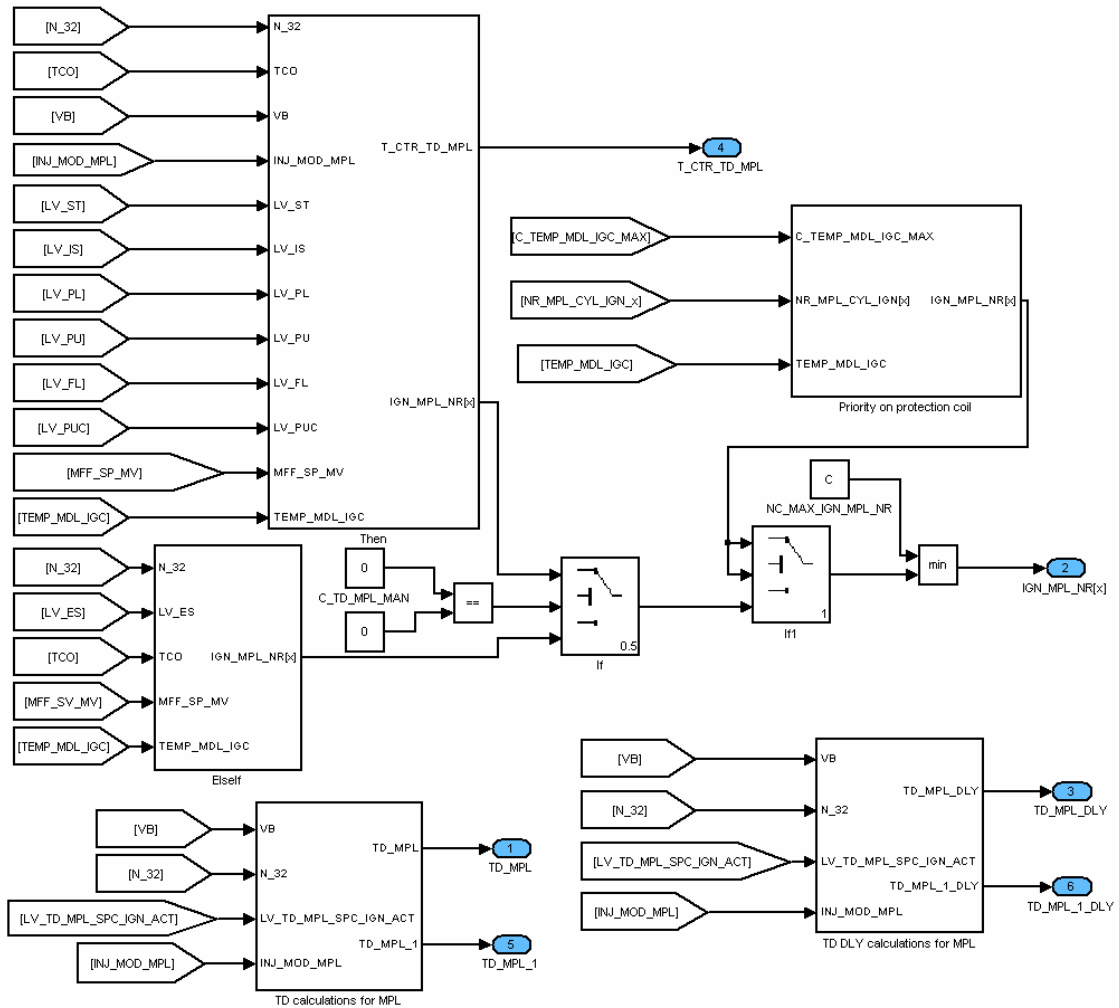 [N_32]
N_32
[TCO]
TCO
[VB]
VB
[INJ_MOD_MPL]
INJ_MOD_MPL
T_CTR_TD_MPL
4
T_CTR_TD_MPL
[LV_ST]
LV_ST
[LV_IS]
LV_IS
[LV_PL]
LV_PL
[LV_PU]
LV_PU
[LV_FL]
LV_FL
IGN_MPL_NR[x]
[LV_PUC]
LV_PUC
[MFF_SP_MV]
MFF_SP_MV
[TEMP_MDL_IGC]
TEMP_MDL_IGC
Then
[C_TEMP_MDL_IGC_MAX]
C_TEMP_MDL_IGC_MAX
[NR_MPL_CYL_IGN_x]
NR_MPL_CYL_IGN[x]
IGN_MPL_NR[x]
[TEMP_MDL_IGC]
TEMP_MDL_IGC
Priority on protection coil
C
NC_MAX_IGN_MPL_NR
0
C_TD_MPL_MAN
0
==
0.5
If
1
If1
min
2
IGN_MPL_NR[x]
[N_32]
N_32
[LV_ES]
LV_ES
[TCO]
TCO
IGN_MPL_NR[x]
[MFF_SV_MV]
MFF_SP_MV
[TEMP_MDL_IGC]
TEMP_MDL_IGC
ElseIf
[VB]
VB
[N_32]
N_32
[LV_TD_MPL_SPC_IGN_ACT]
LV_TD_MPL_SPC_IGN_ACT
[INJ_MOD_MPL]
INJ_MOD_MPL
TD_MPL
1
TD_MPL
TD_MPL_1
5
TD_MPL_1
TD calculations for MPL
[VB]
VB
[N_32]
N_32
[LV_TD_MPL_SPC_IGN_ACT]
LV_TD_MPL_SPC_IGN_ACT
[INJ_MOD_MPL]
INJ_MOD_MPL
TD_MPL_DLY
3
TD_MPL_DLY
TD_MPL_1_DLY
6
TD_MPL_1_DLY
TD DLY calculations for MPL